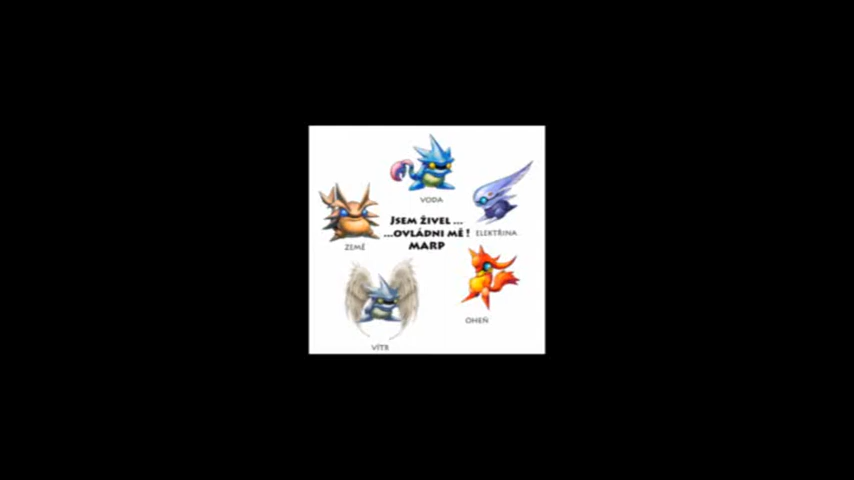 VODA
JSEM ŽIVEL ...
...OVLÁDNI MĚ !
MARP
ELEKTŘINA
ZEMĚ
OHEŇ
VÍTR